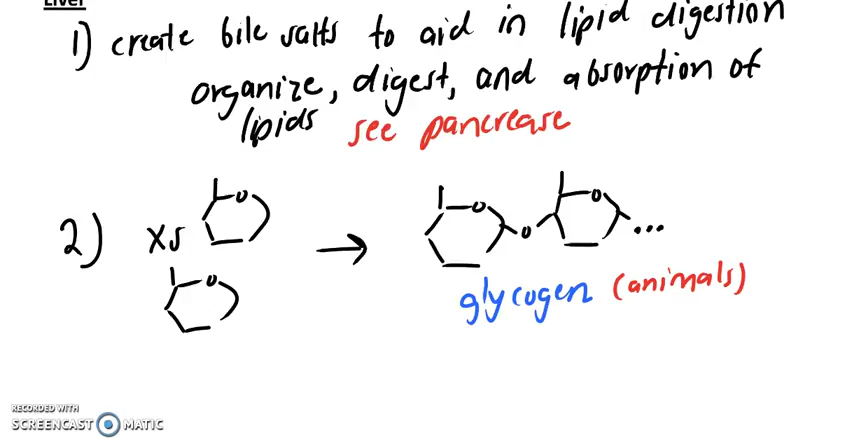 Liver
1) create bile salts to aid in lipid digestion
organize, digest, and absorption of
lipids see pancrease
2) xs O → O O O ...
O
glycogen (animals)
RECORDED WITH
SCREENCAST MATIC